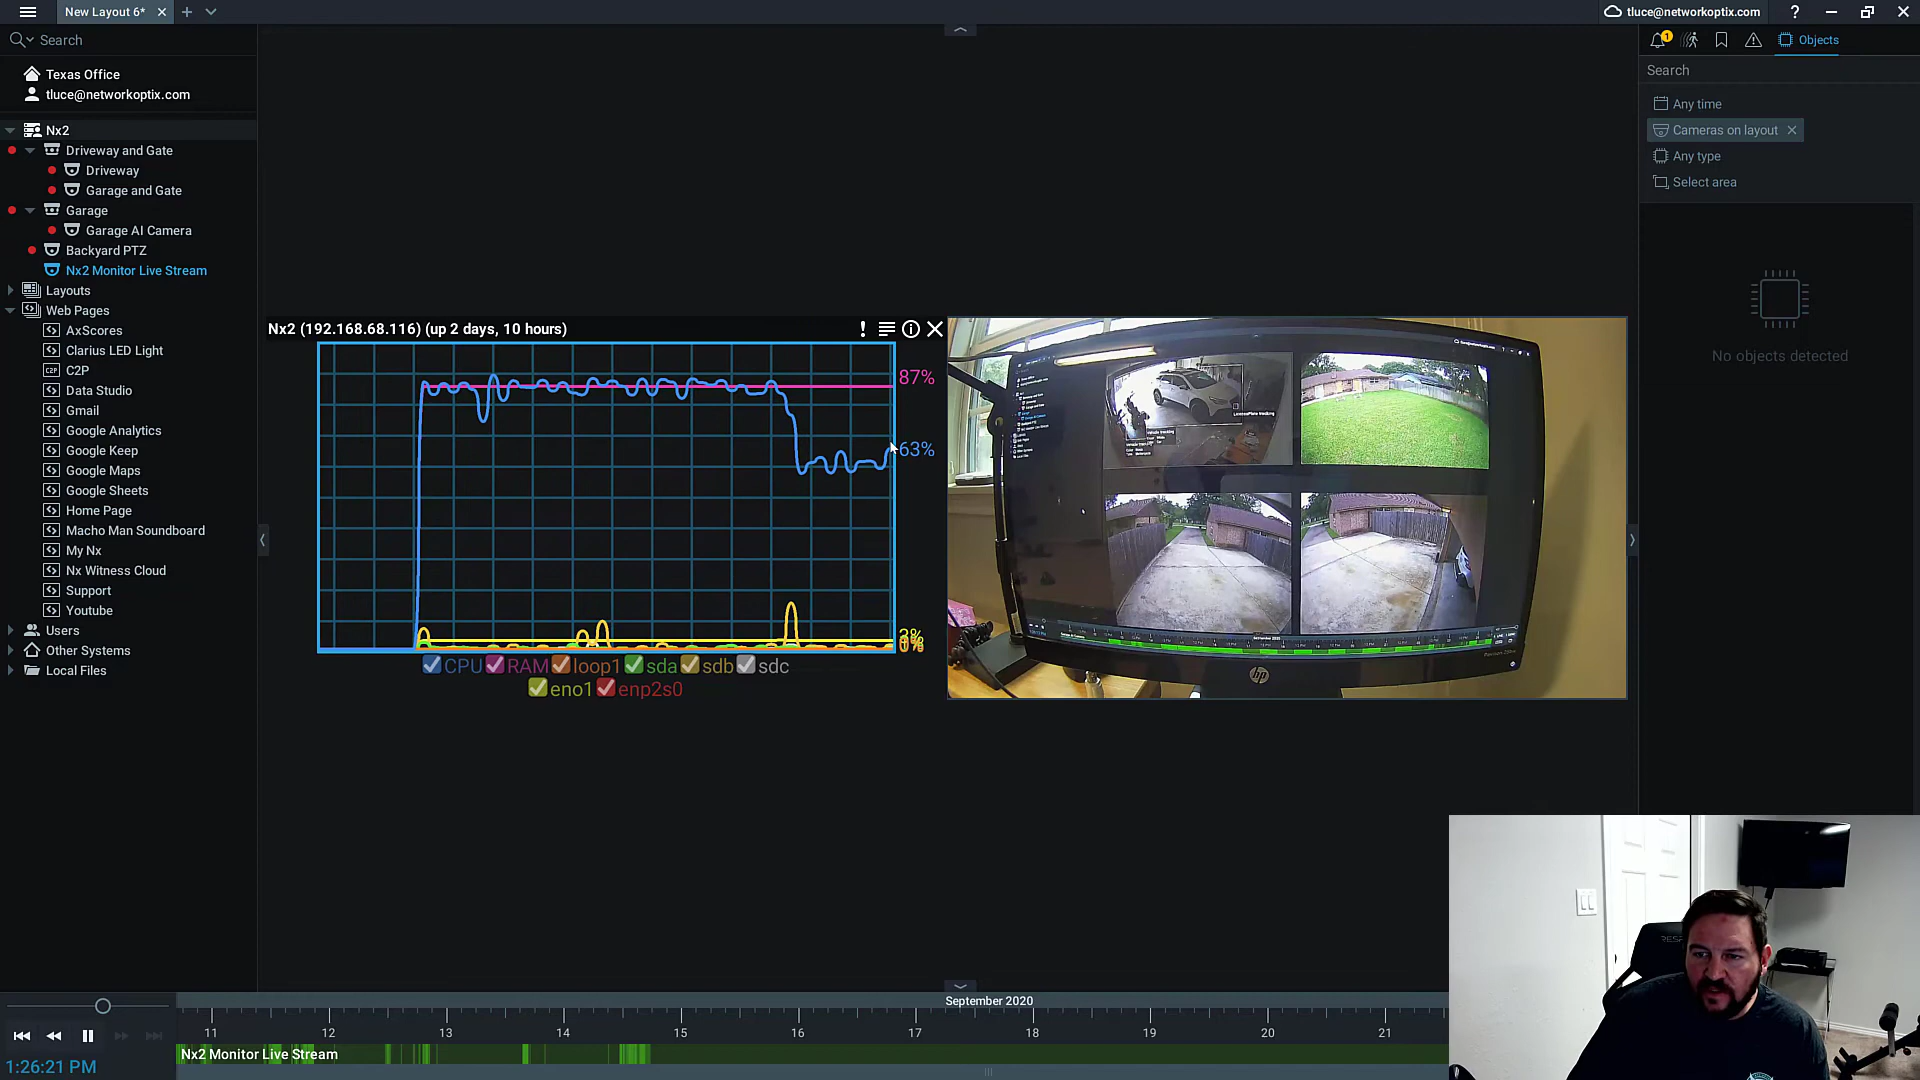 New Layout 6*
tluce@networkoptix.com
Search
Texas Office
tluce@networkoptix.com
Nx2
Driveway and Gate
Driveway
Garage and Gate
Garage
Garage AI Camera
Backyard PTZ
Nx2 Monitor Live Stream
Layouts
Web Pages
AxScores
Clarius LED Light
C2P
C2P
Data Studio
Gmail
Google Analytics
Google Keep
Google Maps
Google Sheets
Home Page
Macho Man Soundboard
My Nx
Nx Witness Cloud
Support
Youtube
Users
Other Systems
Local Files
Nx2 (192.168.68.116) (up 2 days, 10 hours)
87%
63%
CPU RAM loop1 sda sdb sdc
eno1 enp2s0
hp
1
Objects
Search
Any time
Cameras on layout
Any type
Select area
No objects detected
September 2020
11 12 13 14 15 16 17 18 19 20 21
Nx2 Monitor Live Stream
1:26:21 PM